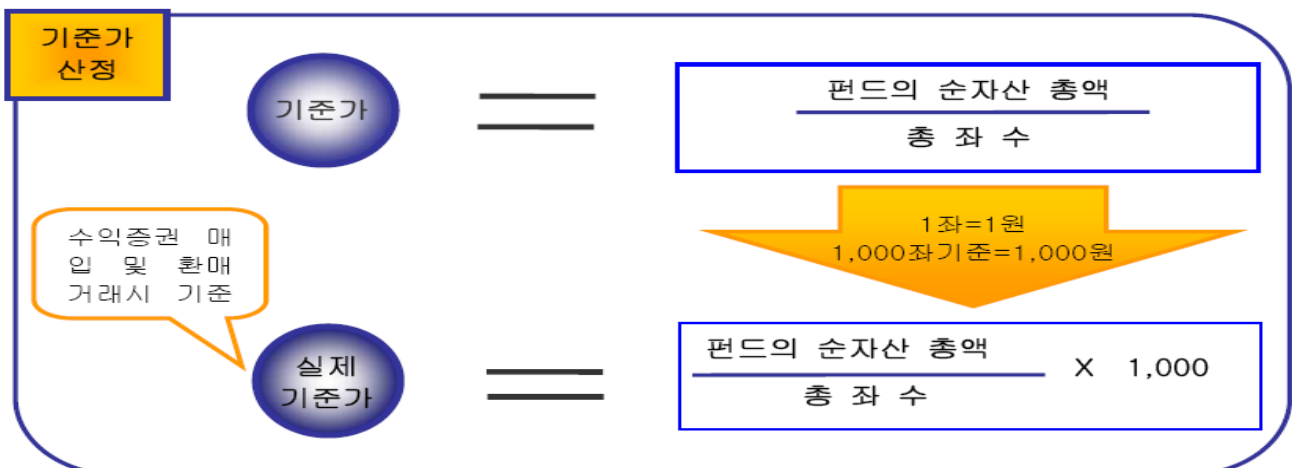 기준가
산정
기준가
펀드의 순자산 총액
총 좌 수
1좌=1원
1,000좌기준=1,000원
수익증권 매
입 및 환매
거래시 기준
실제
기준가
펀드의 순자산 총액
총 좌 수
X 1,000